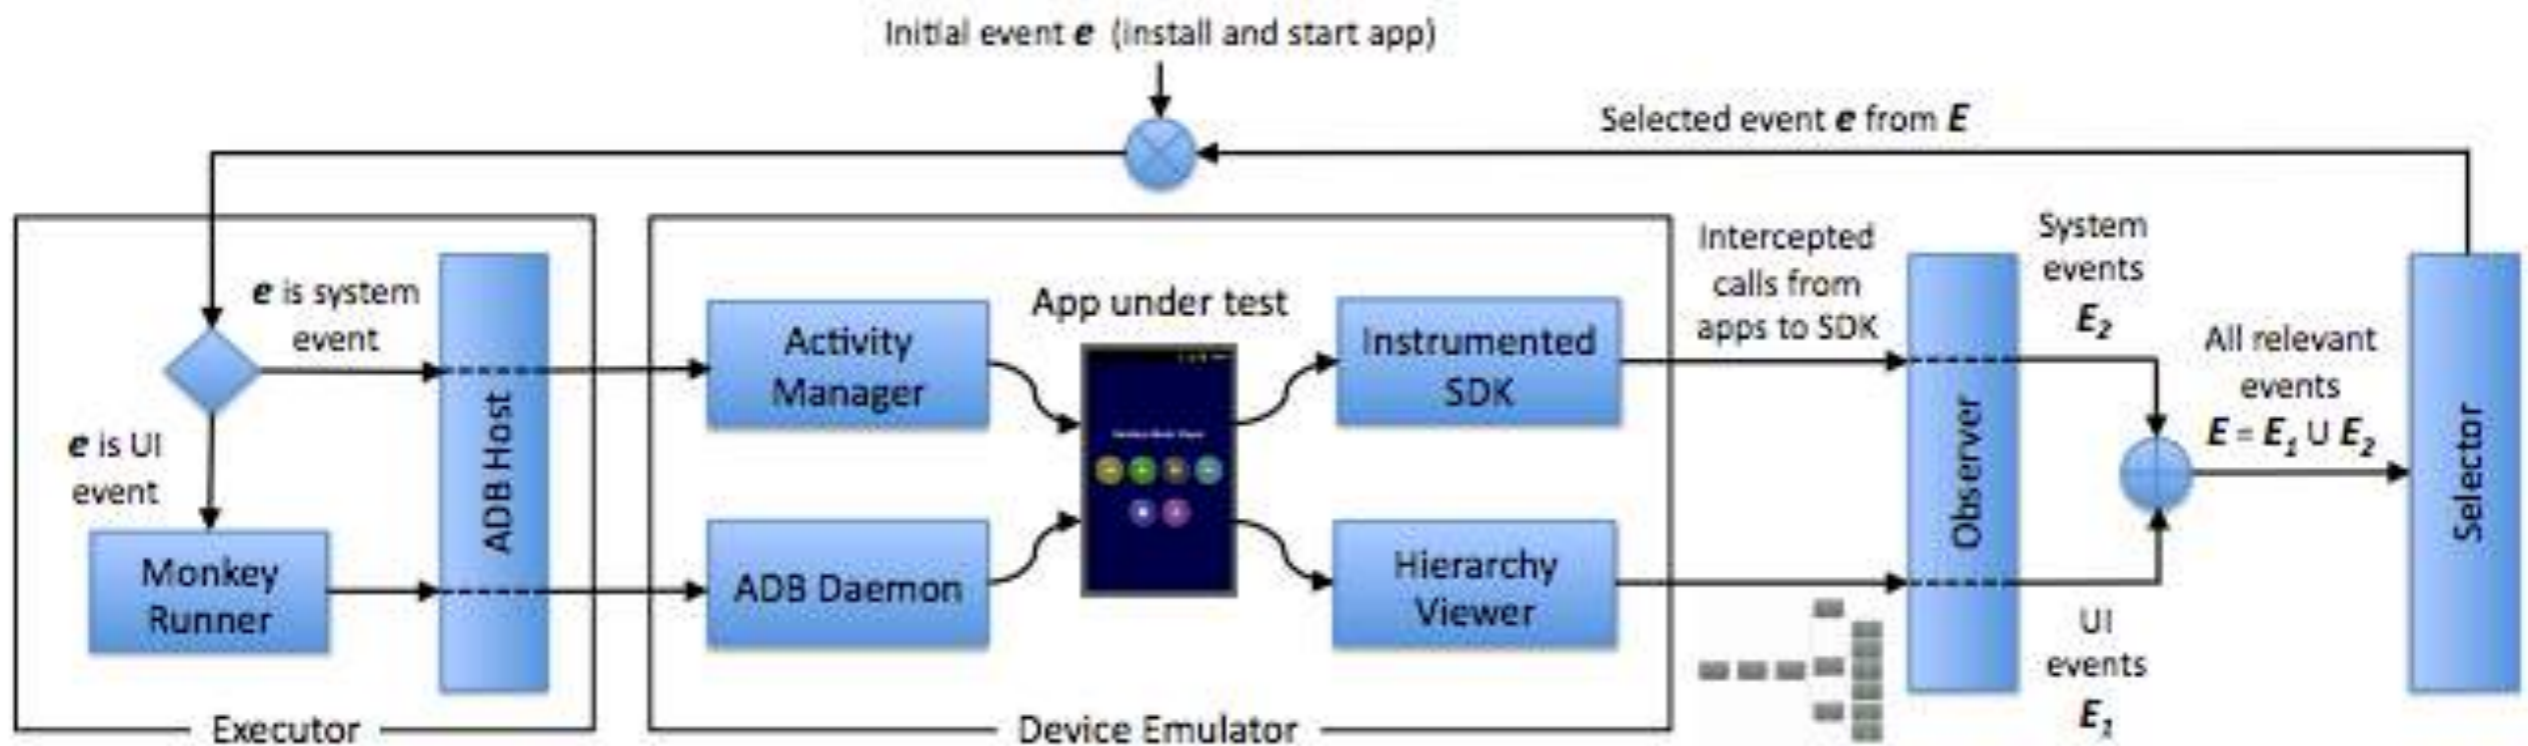 Initial event e (install and start app)
Selected event e from E
e is system
event
e is UI
event
Monkey
Runner
ADB Host
Executor
Activity
Manager
ADB Daemon
App under test
Instrumented
SDK
Hierarchy
Viewer
Device Emulator
Intercepted
calls from
apps to SDK
Observer
System
events
E₂
UI
events
E₁
All relevant
events
E = E₁ U E₂
Selector